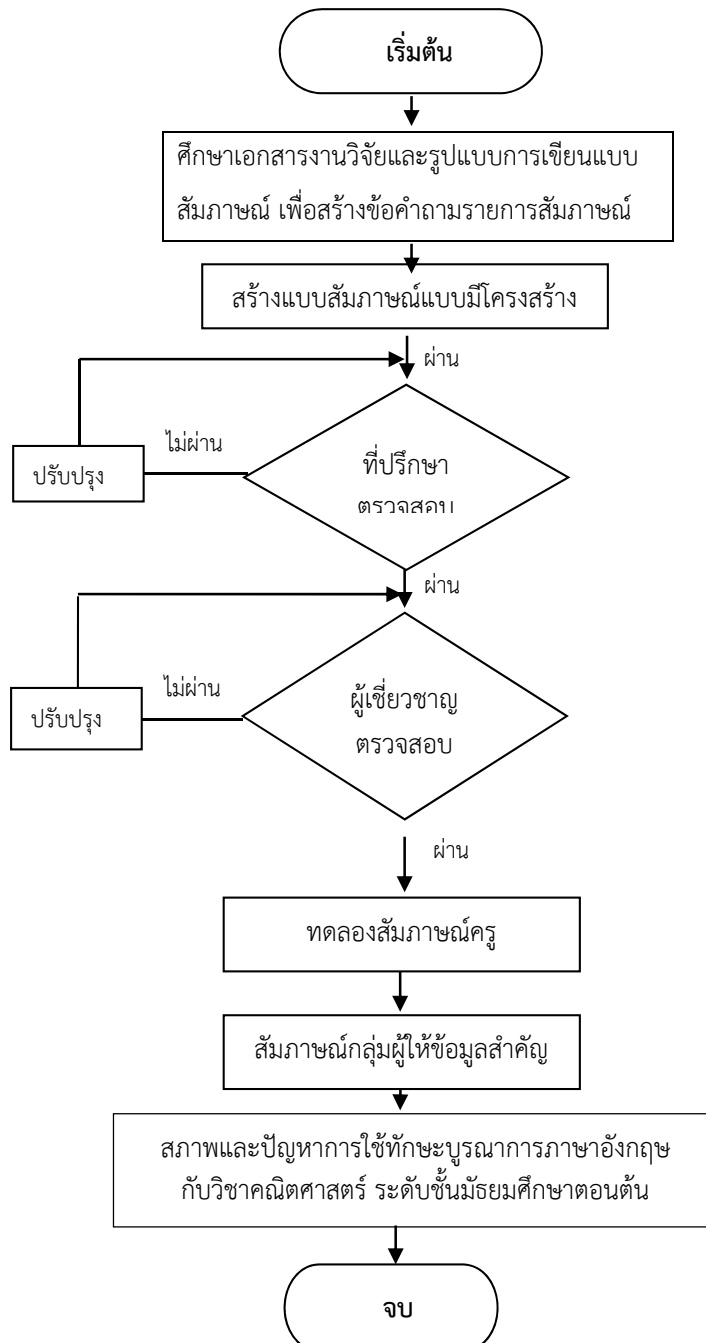 เริ่มต้น
ศึกษาเอกสารงานวิจัยและรูปแบบการเขียนแบบ
สัมภาษณ์ เพื่อสร้างข้อคำถามรายการสัมภาษณ์
สร้างแบบสัมภาษณ์แบบมีโครงสร้าง
ผ่าน
ไม่ผ่าน
ปรับปรุง
ที่ปรึกษา
ตรวจสอบ
ผ่าน
ไม่ผ่าน
ปรับปรุง
ผู้เชี่ยวชาญ
ตรวจสอบ
ผ่าน
ทดลองสัมภาษณ์ครู
สัมภาษณ์กลุ่มผู้ให้ข้อมูลสำคัญ
สภาพและปัญหาการใช้ทักษะบูรณาการภาษาอังกฤษ
กับวิชาคณิตศาสตร์ ระดับชั้นมัธยมศึกษาตอนต้น
จบ